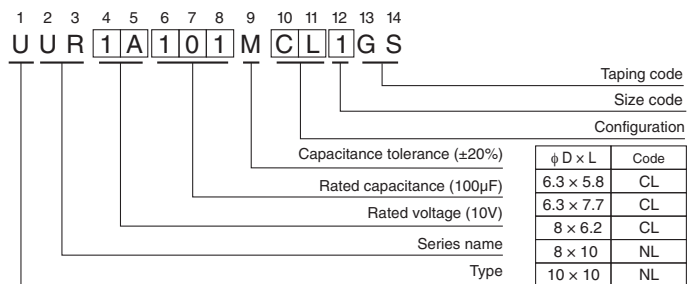 1 2 3 4 5 6 7 8 9 10 11 12 13 14
U U R 1 A 1 0 1 M C L 1 G S
Taping code
Size code
Configuration
Capacitance tolerance (±20%)
Rated capacitance (100µF)
Rated voltage (10V)
Series name
Type
ϕ D × L Code
6.3 × 5.8 CL
6.3 × 7.7 CL
8 × 6.2 CL
8 × 10 NL
10 × 10 NL